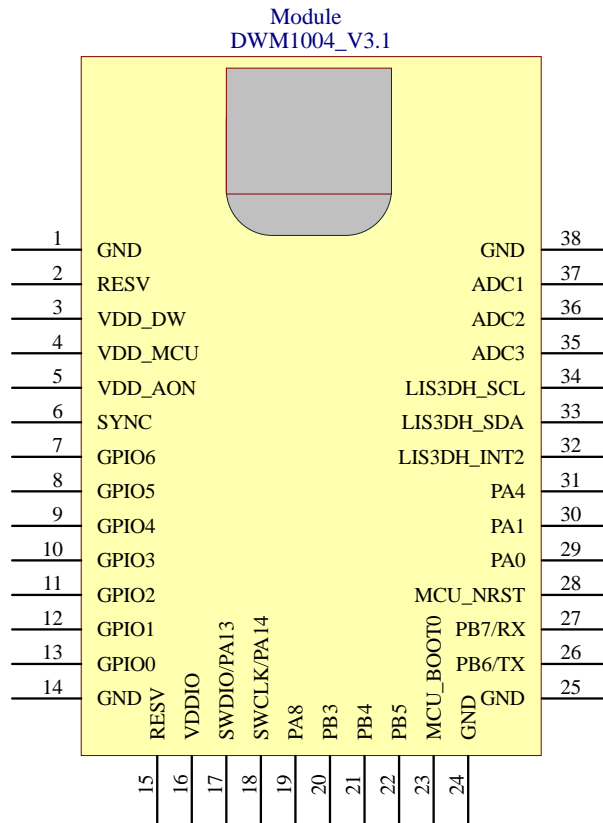 Module
DWM1004_V3.1
1 GND GND 38
2 RESV ADC1 37
3 VDD_DW ADC2 36
4 VDD_MCU ADC3 35
5 VDD_AON LIS3DH_SCL 34
6 SYNC LIS3DH_SDA 33
7 GPIO6 LIS3DH_INT2 32
8 GPIO5 PA4 31
9 GPIO4 PA1 30
10 GPIO3 PA0 29
11 GPIO2 MCU_NRST 28
12 GPIO1 PB7/RX 27
13 GPIO0 PB6/TX 26
14 GND GND 25
15 RESV
16 VDDIO
17 SWDIO/PA13
18 SWCLK/PA14
19 PA8
20 PB3
21 PB4
22 PB5
23 MCU_BOOT0
24 GND